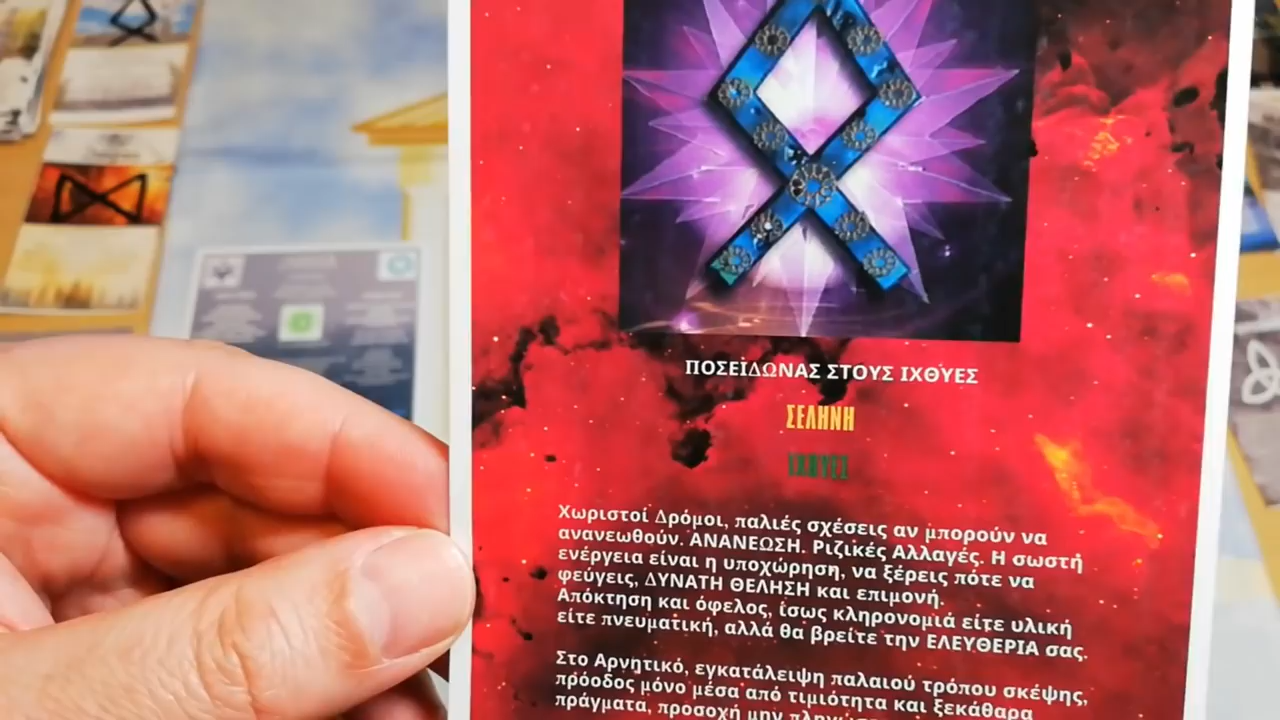 ΠΟΣΕΙΔΩΝΑΣ ΣΤΟΥΣ ΙΧΘΥΕΣ
ΣΕΛΗΝΗ
ΙΧΘΥΕΣ
Χωριστοί Δρόμοι, παλιές σχέσεις αν μπορούν να
ανανεωθούν. ΑΝΑΝΕΩΣΗ. Ριζικές Αλλαγές. Η σωστή
ενέργεια είναι η υποχώρηση, να ξέρεις πότε να
φεύγεις, ΔΥΝΑΤΗ ΘΕΛΗΣΗ και επιμονή.
Απόκτηση και όφελος, ίσως κληρονομιά είτε υλική
είτε πνευματική, αλλά θα βρείτε την ΕΛΕΥΘΕΡΙΑ σας.
Στο Αρνητικό, εγκατάλειψη παλαιού τρόπου σκέψης,
πρόοδος μόνο μέσα από τιμιότητα και ξεκάθαρα
πράγματα, προσοχή μην